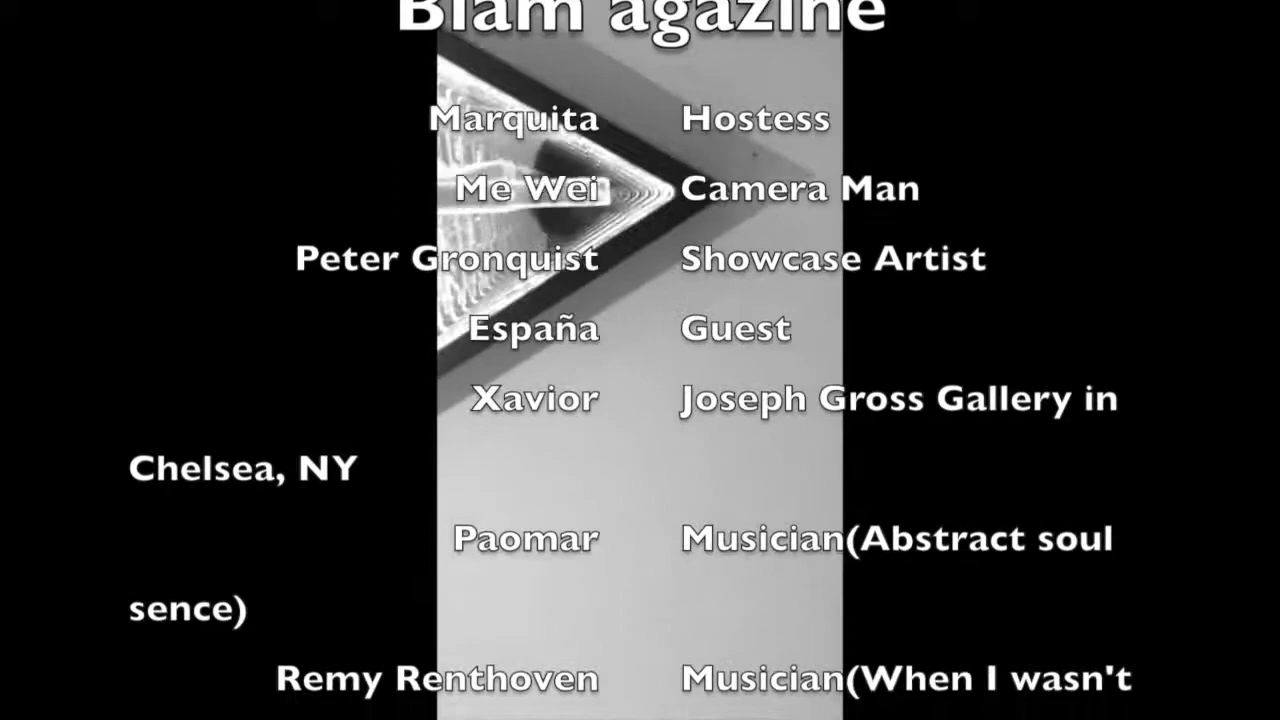 Blam agazine
Marquita Hostess
Me Wei Camera Man
Peter Gronquist Showcase Artist
España Guest
Xavior Joseph Gross Gallery in
Chelsea, NY
Paomar Musician(Abstract soul
sence)
Remy Renthoven Musician(When I wasn't